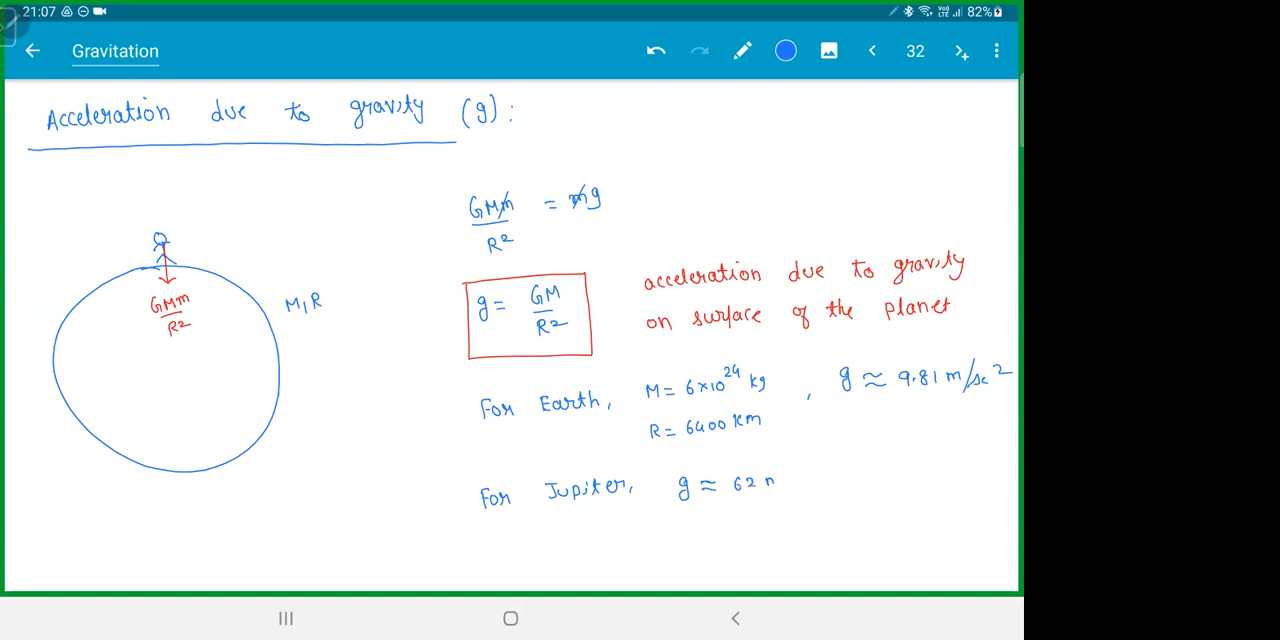 21:07 82%
Gravitation 32
Acceleration due to gravity (g):
GMm/R² = mg
g = GM/R²
acceleration due to gravity
on surface of the planet
GMm/R²
M, R
For Earth, M = 6×10²⁴ kg, g ≈ 9.81 m/sec²
R = 6400 km
For Jupiter, g ≈ 62